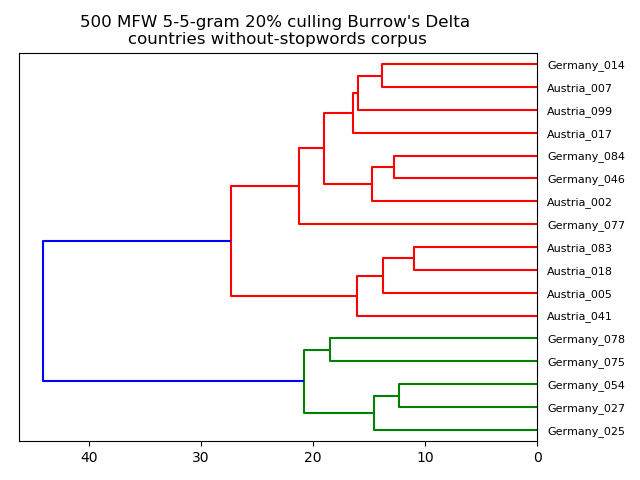 500 MFW 5-5-gram 20% culling Burrow's Delta
countries without-stopwords corpus
Germany_014
Austria_007
Austria_099
Austria_017
Germany_084
Germany_046
Austria_002
Germany_077
Austria_083
Austria_018
Austria_005
Austria_041
Germany_078
Germany_075
Germany_054
Germany_027
Germany_025
40 30 20 10 0